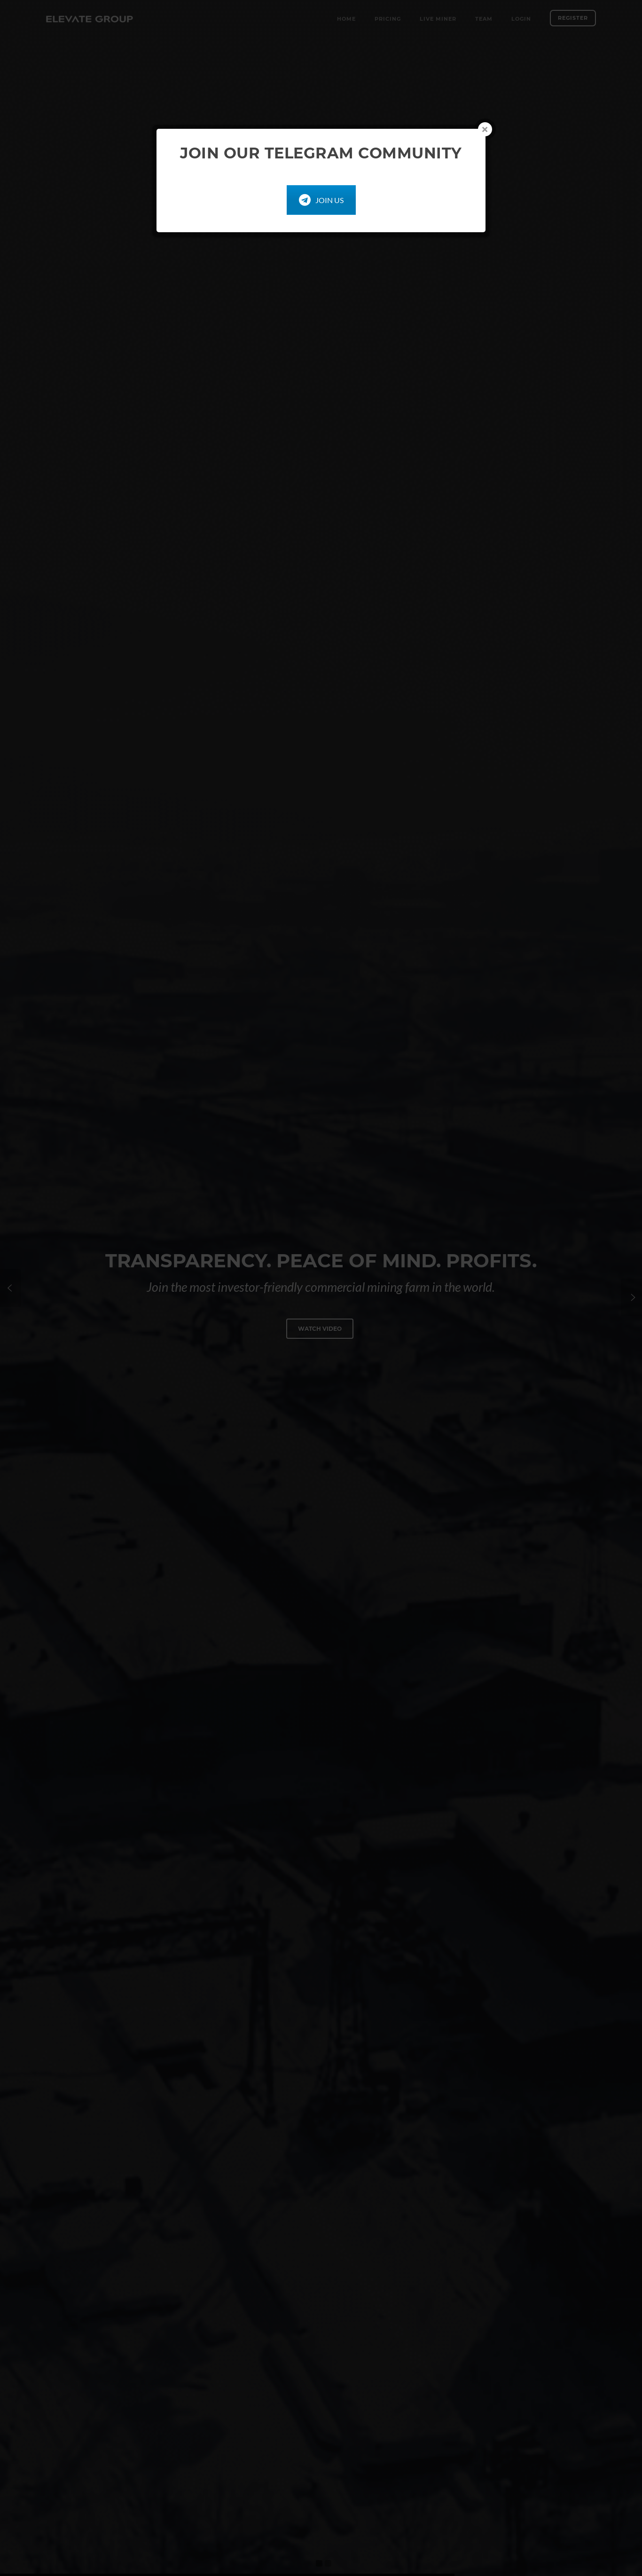 ELEVATE GROUP
HOME
PRICING
LIVE MINER
TEAM
LOGIN
REGISTER
JOIN OUR TELEGRAM COMMUNITY
JOIN US
TRANSPARENCY. PEACE OF MIND. PROFITS.
Join the most investor-friendly commercial mining farm in the world.
WATCH VIDEO